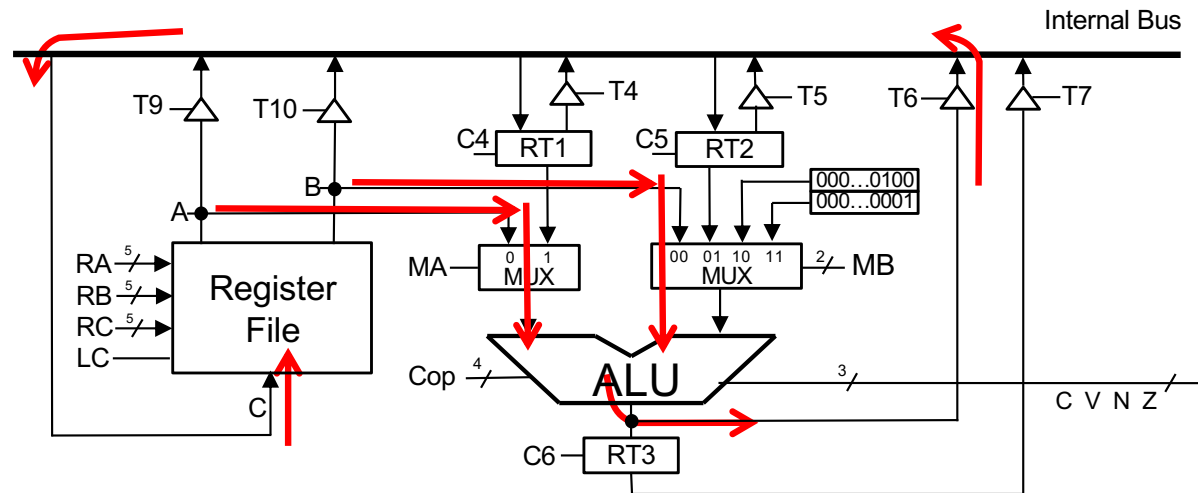 Internal Bus
T9
T10
T4
T5
T6
T7
C4
RT1
C5
RT2
B
000...0100
000...0001
A
RA
5
RB
5
RC
5
LC
Register
File
MA
0 1
MUX
00 01 10 11
MUX
2
MB
Cop
4
ALU
3
C V N Z
C
C6
RT3